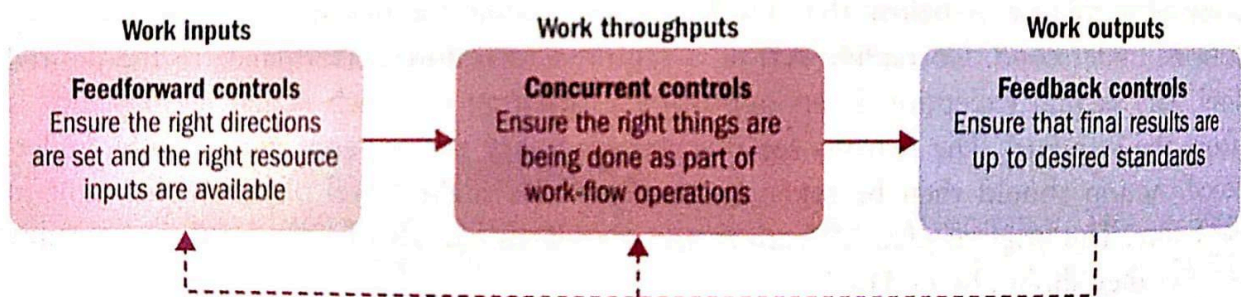 Work inputs
Feedforward controls
Ensure the right directions
are set and the right resource
inputs are available
Work throughputs
Concurrent controls
Ensure the right things are
being done as part of
work-flow operations
Work outputs
Feedback controls
Ensure that final results are
up to desired standards